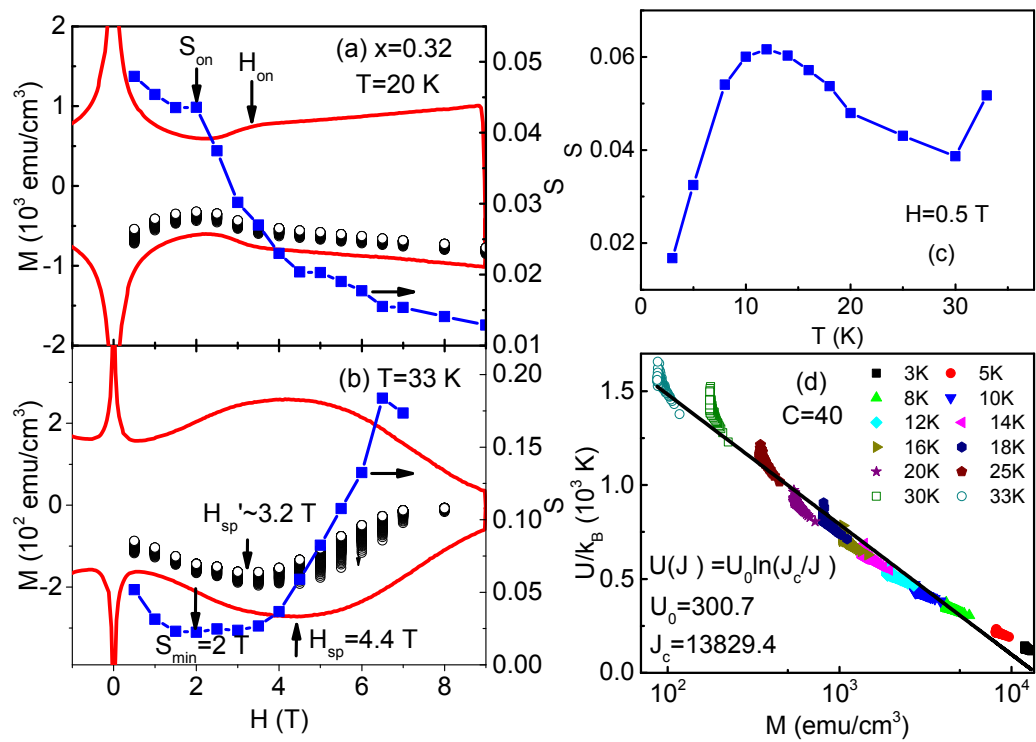 (a) x=0.32
T=20 K
S_on
H_on
2
1
0
-1
-2
M (10^3 emu/cm^3)
0.05
0.04
0.03
0.02
0.01
S
(b) T=33 K
2
0
-2
M (10^2 emu/cm^3)
0.20
0.15
0.10
0.05
0.00
S
H_sp'~3.2 T
S_min=2 T
H_sp=4.4 T
0 2 4 6 8
H (T)
0.06
0.04
0.02
S
H=0.5 T
(c)
0 10 20 30
T (K)
(d)
C=40
1.5
1.0
0.5
0.0
U/k_B (10^3 K)
3K 5K
8K 10K
12K 14K
16K 18K
20K 25K
30K 33K
U(J ) =U_0ln(J_c/J )
U_0=300.7
J_c=13829.4
10^2 10^3 10^4
M (emu/cm^3)